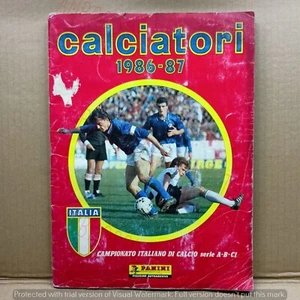 calciatori
1986-87
ITALIA
CAMPIONATO ITALIANO DI CALCIO serie A-B-C1
PANINI
Protected with free version of Visual Watermark. Full version doesn't put this mark.